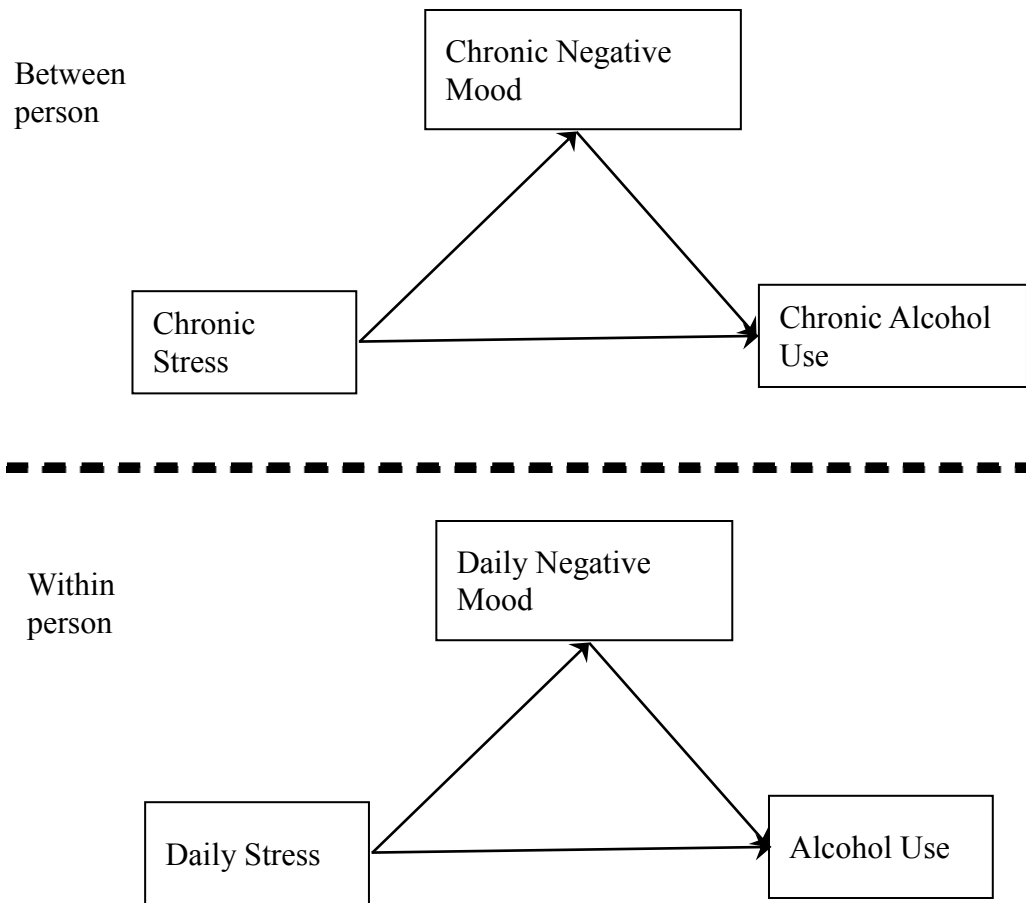 Between
person
Chronic Negative
Mood
Chronic
Stress
Chronic Alcohol
Use
Within
person
Daily Negative
Mood
Daily Stress
Alcohol Use